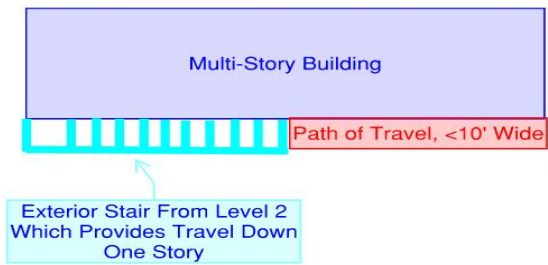 Multi-Story Building
Path of Travel, <10' Wide
Exterior Stair From Level 2
Which Provides Travel Down
One Story